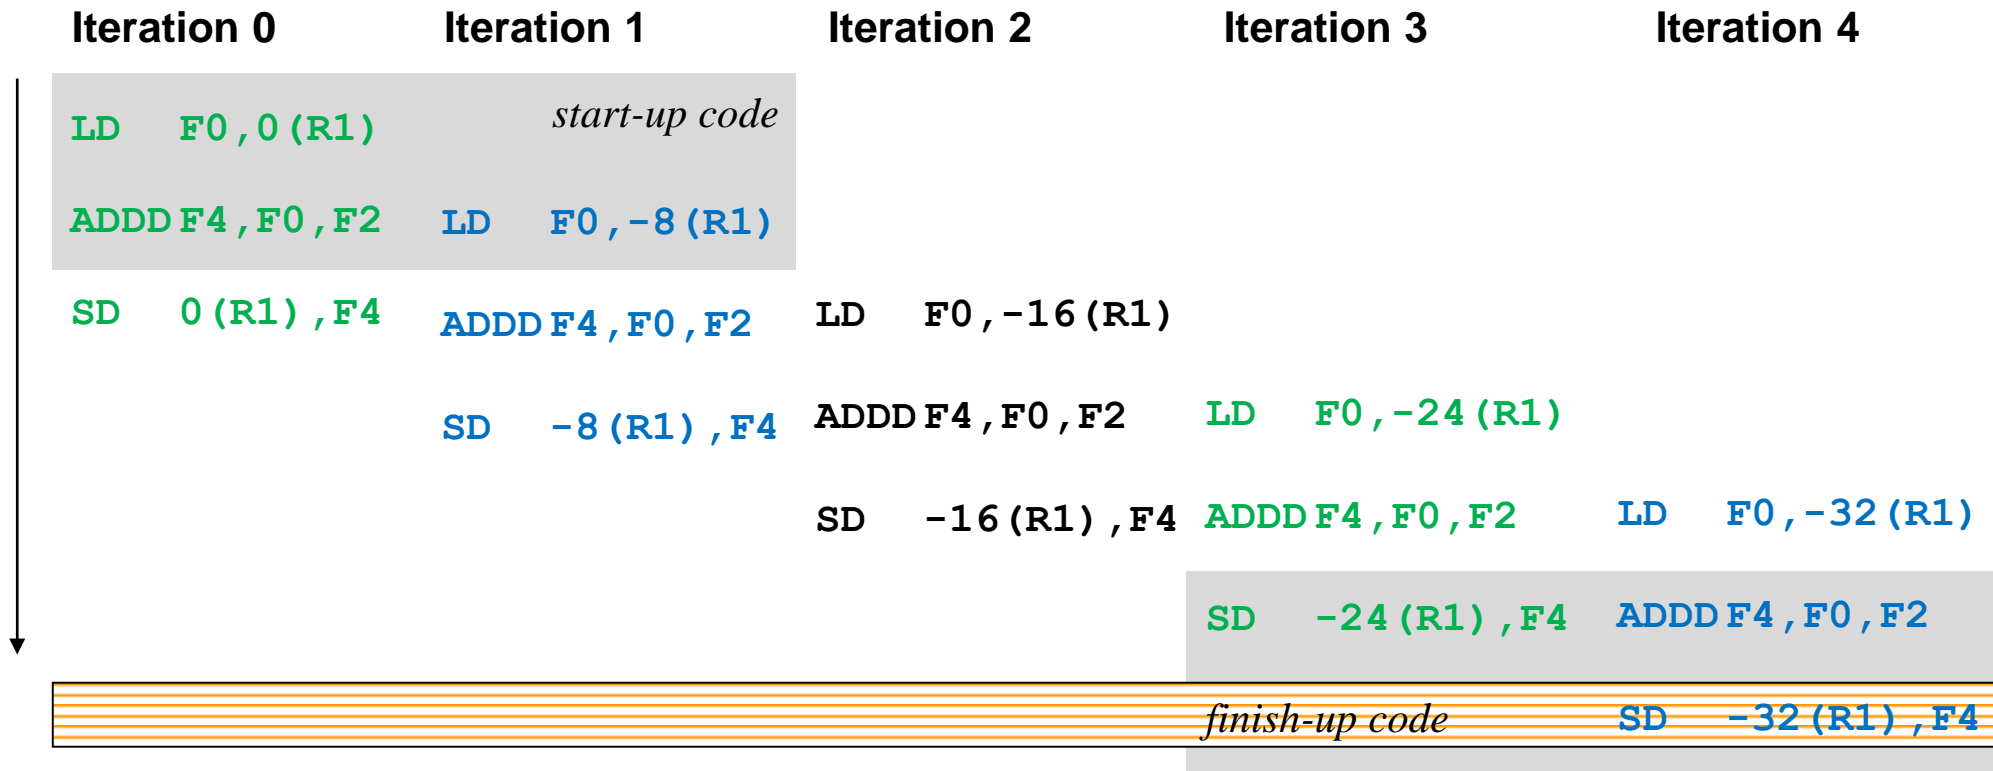 Iteration 0 Iteration 1 Iteration 2 Iteration 3 Iteration 4
LD F0,0(R1) start-up code
ADDD F4,F0,F2 LD F0,-8(R1)
SD 0(R1),F4 ADDD F4,F0,F2 LD F0,-16(R1)
SD -8(R1),F4 ADDD F4,F0,F2 LD F0,-24(R1)
SD -16(R1),F4 ADDD F4,F0,F2 LD F0,-32(R1)
SD -24(R1),F4 ADDD F4,F0,F2
finish-up code SD -32(R1),F4